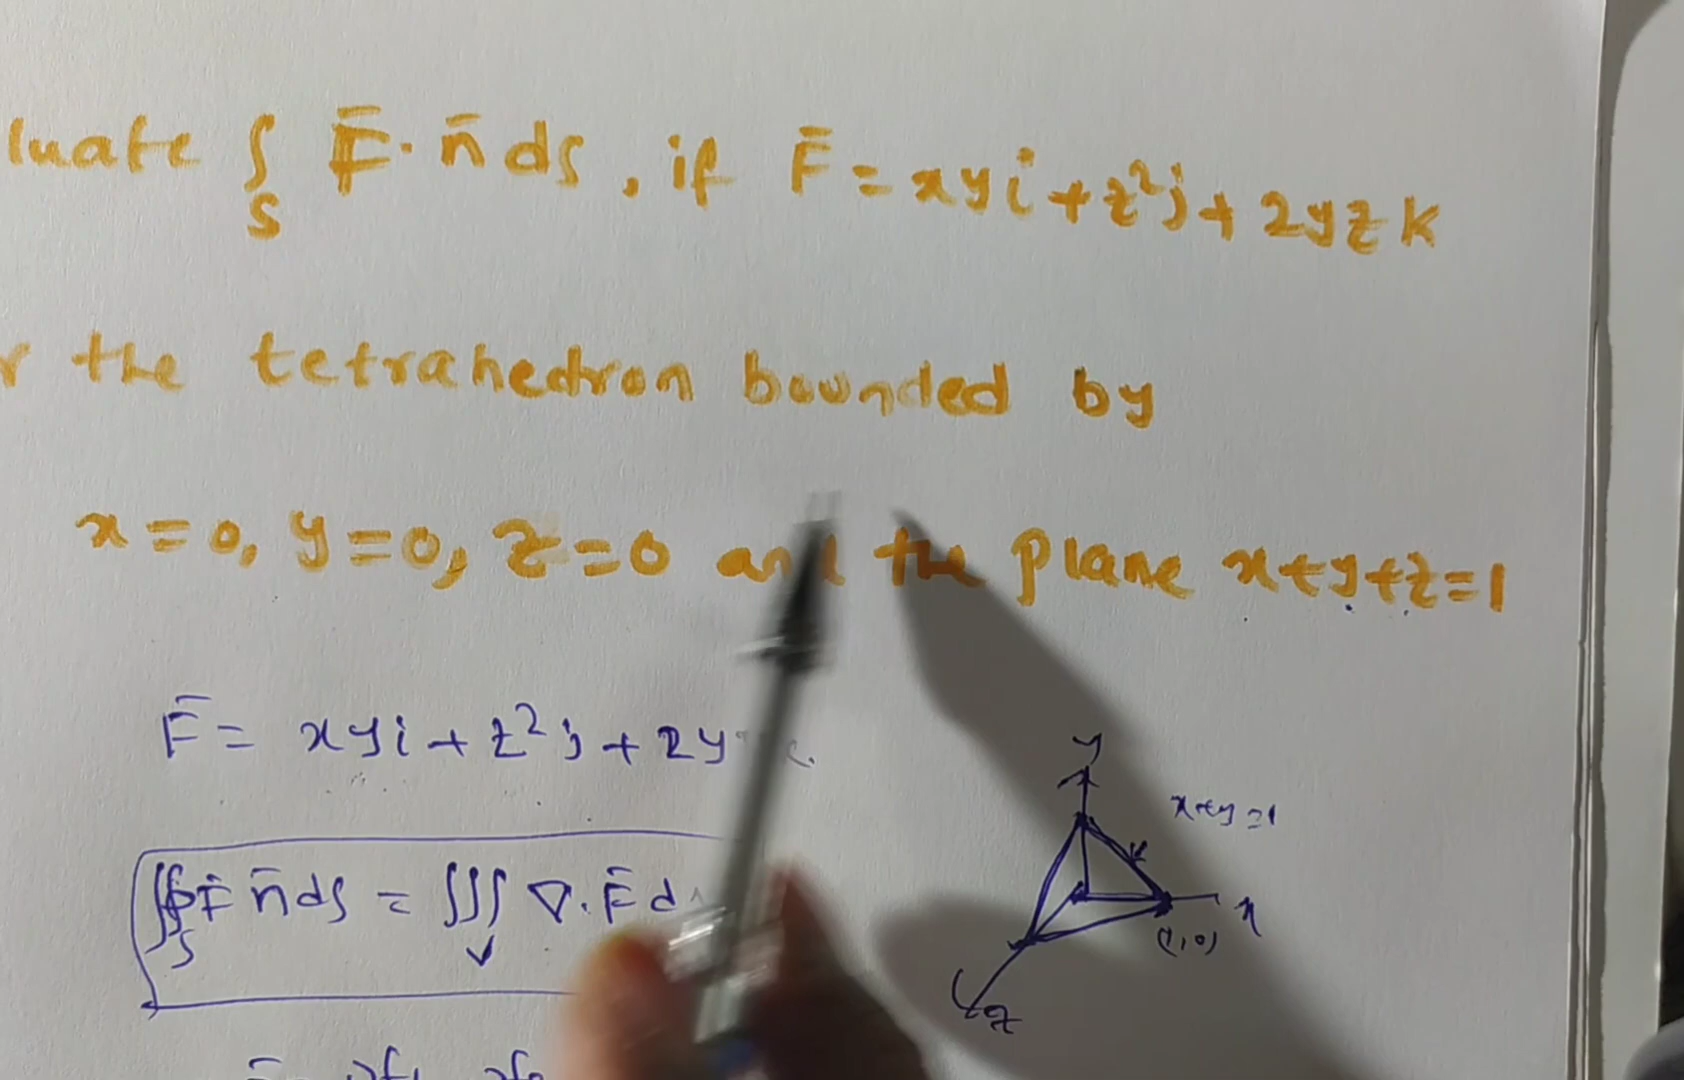 luate ∫ F̄·n̄ ds, if F̄ = xyi + z²j + 2yzk
S
r the tetrahedron bounded by
x=0, y=0, z=0 and the plane x+y+z=1
F̄ = xyi + z²j + 2y
y
x+y=1
∯ F̄ n̄ ds = ∭ ∇·F̄ d
S V
x
(1,0)
z